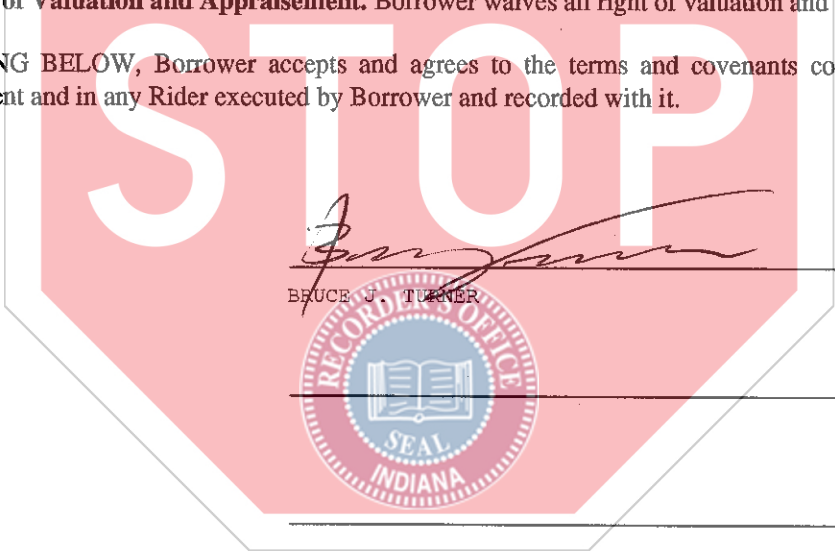 of Valuation and Appraisement. Borrower waives all right of valuation and
NG BELOW, Borrower accepts and agrees to the terms and covenants co
ent and in any Rider executed by Borrower and recorded with it.
STOP
BRUCE J. TURNER
RECORDER'S OFFICE
SEAL
INDIANA